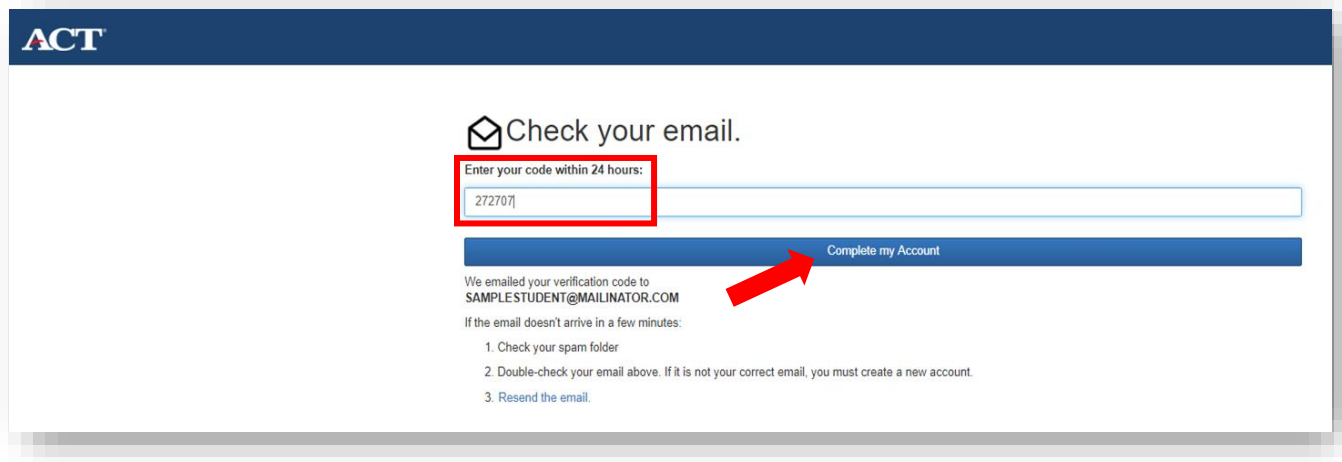 ACT
Check your email.
Enter your code within 24 hours:
272707
Complete my Account
We emailed your verification code to
SAMPLESTUDENT@MAILINATOR.COM
If the email doesn't arrive in a few minutes:
1. Check your spam folder
2. Double-check your email above. If it is not your correct email, you must create a new account.
3. Resend the email.